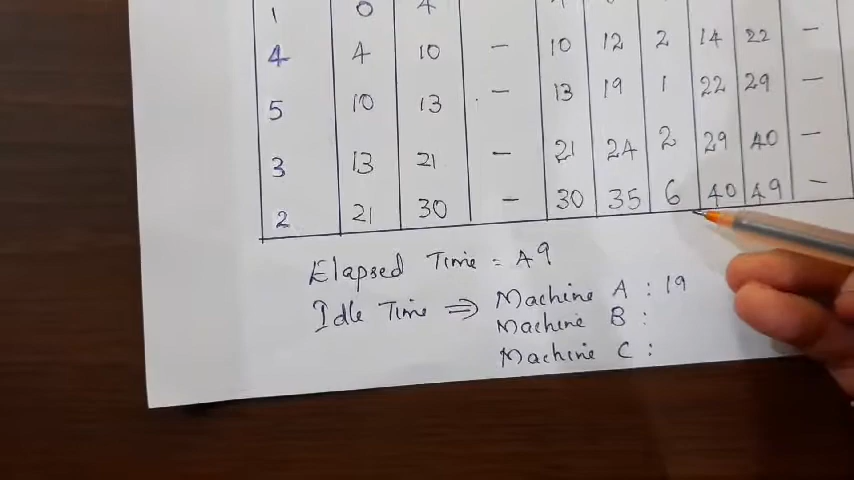 1 0 4
4 4 10 - 10 12 2 14 22 -
5 10 13 - 13 19 1 22 29 -
3 13 21 - 21 24 2 29 40 -
2 21 30 - 30 35 6 40 49 -
Elapsed Time = 49
Idle Time ⇒ Machine A : 19
Machine B :
Machine C :